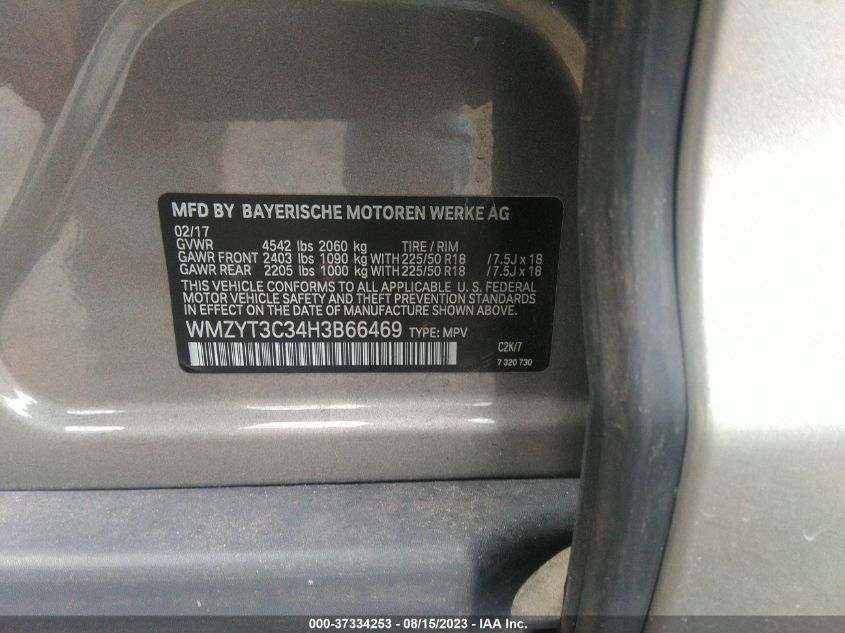 MFD BY BAYERISCHE MOTOREN WERKE AG
02/17
GVWR 4542 lbs 2060 kg TIRE / RIM
GAWR FRONT 2403 lbs 1090 kg WITH 225/50 R18 / 7.5J x 18
GAWR REAR 2205 lbs 1000 kg WITH 225/50 R18 / 7.5J x 18
THIS VEHICLE CONFORMS TO ALL APPLICABLE U. S. FEDERAL
MOTOR VEHICLE SAFETY AND THEFT PREVENTION STANDARDS
IN EFFECT ON THE DATE OF MANUFACTURE SHOWN ABOVE.
WMZYT3C34H3B66469 TYPE: MPV
C2K/7
7 320 730
000-37334253 - 08/15/2023 - IAA Inc.